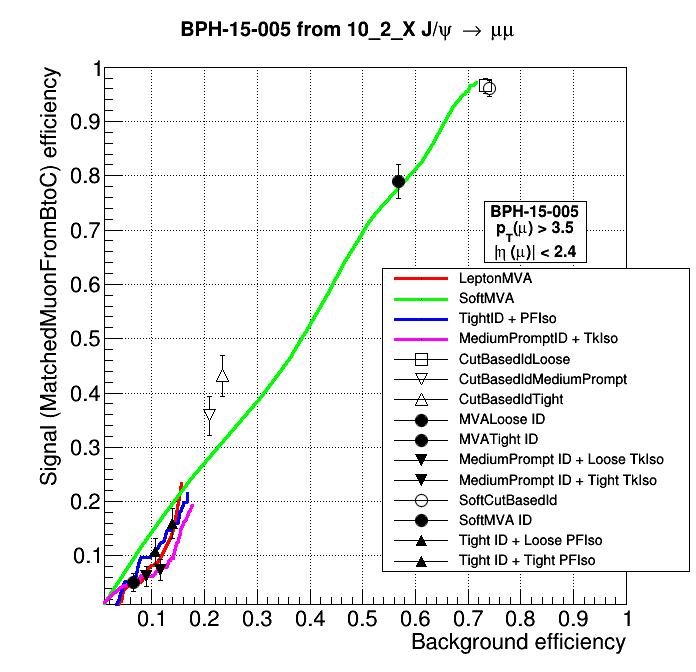 BPH-15-005 from 10_2_X J/ψ → μμ
Signal (MatchedMuonFromBtoC) efficiency
1
0.9
0.8
0.7
0.6
0.5
0.4
0.3
0.2
0.1
BPH-15-005
pT(μ) > 3.5
|η (μ)| < 2.4
LeptonMVA
SoftMVA
TightID + PFIso
MediumPromptID + TkIso
CutBasedIdLoose
CutBasedIdMediumPrompt
CutBasedIdTight
MVALoose ID
MVATight ID
MediumPrompt ID + Loose TkIso
MediumPrompt ID + Tight TkIso
SoftCutBasedId
SoftMVA ID
Tight ID + Loose PFIso
Tight ID + Tight PFIso
0.1 0.2 0.3 0.4 0.5 0.6 0.7 0.8 0.9 1
Background efficiency